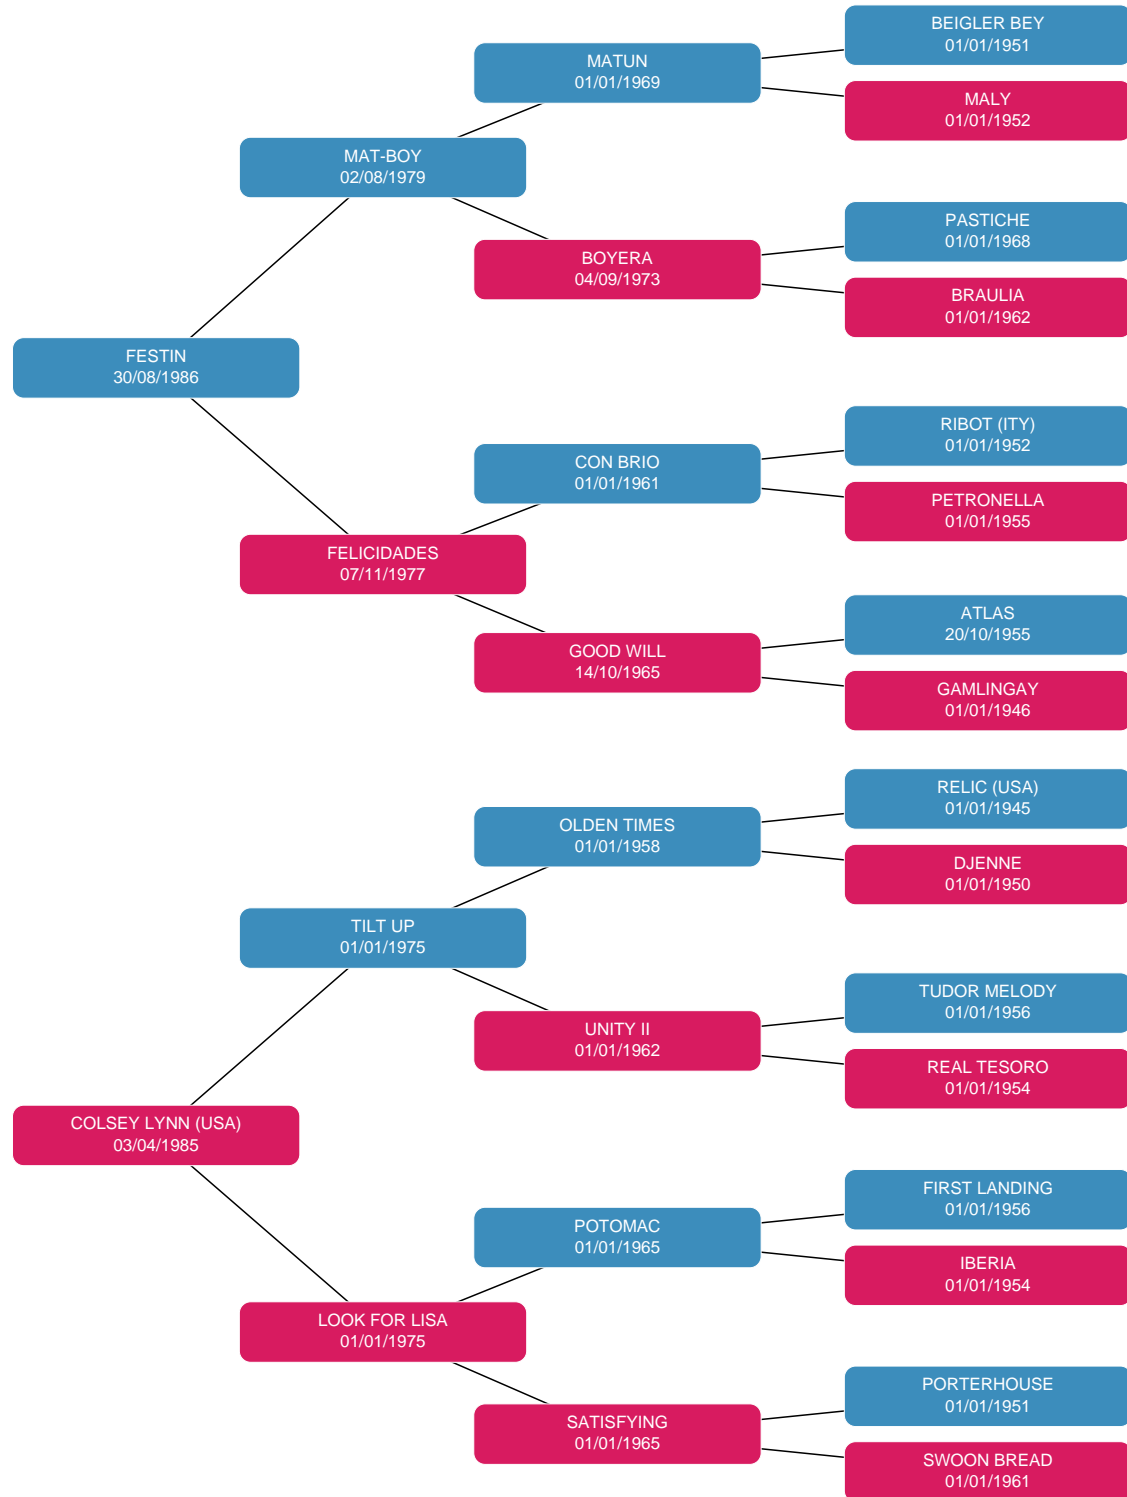 BEIGLER BEY
01/01/1951
MATUN
01/01/1969
MALY
01/01/1952
MAT-BOY
02/08/1979
PASTICHE
01/01/1968
BOYERA
04/09/1973
BRAULIA
01/01/1962
FESTIN
30/08/1986
RIBOT (ITY)
01/01/1952
CON BRIO
01/01/1961
PETRONELLA
01/01/1955
FELICIDADES
07/11/1977
ATLAS
20/10/1955
GOOD WILL
14/10/1965
GAMLINGAY
01/01/1946
RELIC (USA)
01/01/1945
OLDEN TIMES
01/01/1958
DJENNE
01/01/1950
TILT UP
01/01/1975
TUDOR MELODY
01/01/1956
UNITY II
01/01/1962
REAL TESORO
01/01/1954
COLSEY LYNN (USA)
03/04/1985
FIRST LANDING
01/01/1956
POTOMAC
01/01/1965
IBERIA
01/01/1954
LOOK FOR LISA
01/01/1975
PORTERHOUSE
01/01/1951
SATISFYING
01/01/1965
SWOON BREAD
01/01/1961